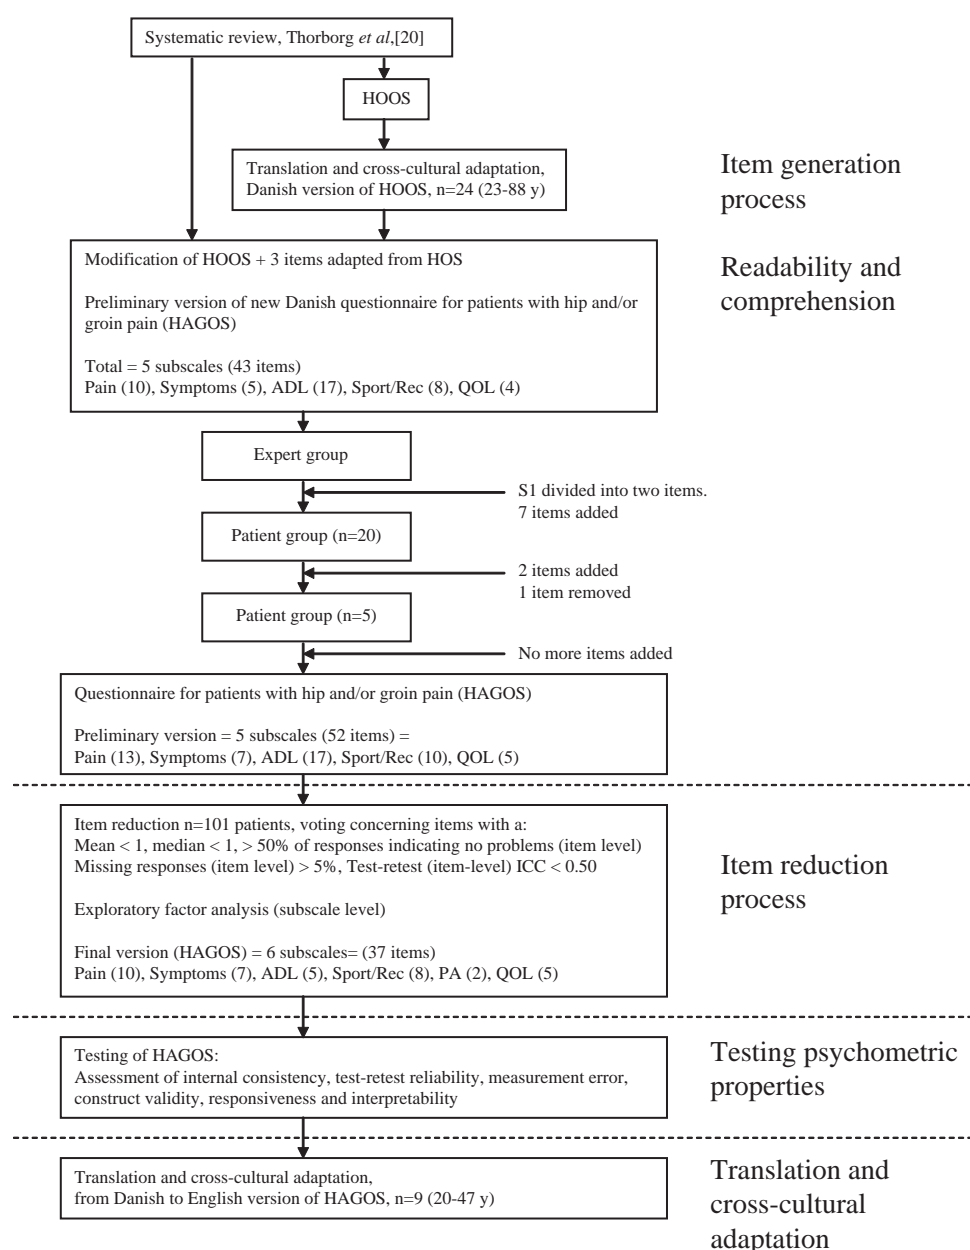 Systematic review, Thorborg et al,[20]
HOOS
Translation and cross-cultural adaptation,
Danish version of HOOS, n=24 (23-88 y)
Item generation
process
Modification of HOOS + 3 items adapted from HOS
Preliminary version of new Danish questionnaire for patients with hip and/or
groin pain (HAGOS)
Total = 5 subscales (43 items)
Pain (10), Symptoms (5), ADL (17), Sport/Rec (8), QOL (4)
Readability and
comprehension
Expert group
S1 divided into two items.
7 items added
Patient group (n=20)
2 items added
1 item removed
Patient group (n=5)
No more items added
Questionnaire for patients with hip and/or groin pain (HAGOS)
Preliminary version = 5 subscales (52 items) =
Pain (13), Symptoms (7), ADL (17), Sport/Rec (10), QOL (5)
Item reduction n=101 patients, voting concerning items with a:
Mean < 1, median < 1, > 50% of responses indicating no problems (item level)
Missing responses (item level) > 5%, Test-retest (item-level) ICC < 0.50
Exploratory factor analysis (subscale level)
Final version (HAGOS) = 6 subscales= (37 items)
Pain (10), Symptoms (7), ADL (5), Sport/Rec (8), PA (2), QOL (5)
Item reduction
process
Testing of HAGOS:
Assessment of internal consistency, test-retest reliability, measurement error,
construct validity, responsiveness and interpretability
Testing psychometric
properties
Translation and cross-cultural adaptation,
from Danish to English version of HAGOS, n=9 (20-47 y)
Translation and
cross-cultural
adaptation